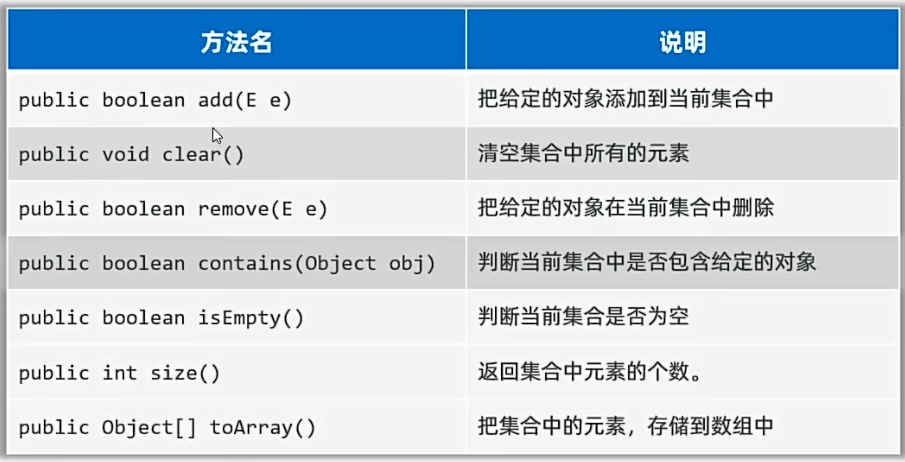 方法名 说明
public boolean add(E e) 把给定的对象添加到当前集合中
public void clear() 清空集合中所有的元素
public boolean remove(E e) 把给定的对象在当前集合中删除
public boolean contains(Object obj) 判断当前集合中是否包含给定的对象
public boolean isEmpty() 判断当前集合是否为空
public int size() 返回集合中元素的个数。
public Object[] toArray() 把集合中的元素，存储到数组中